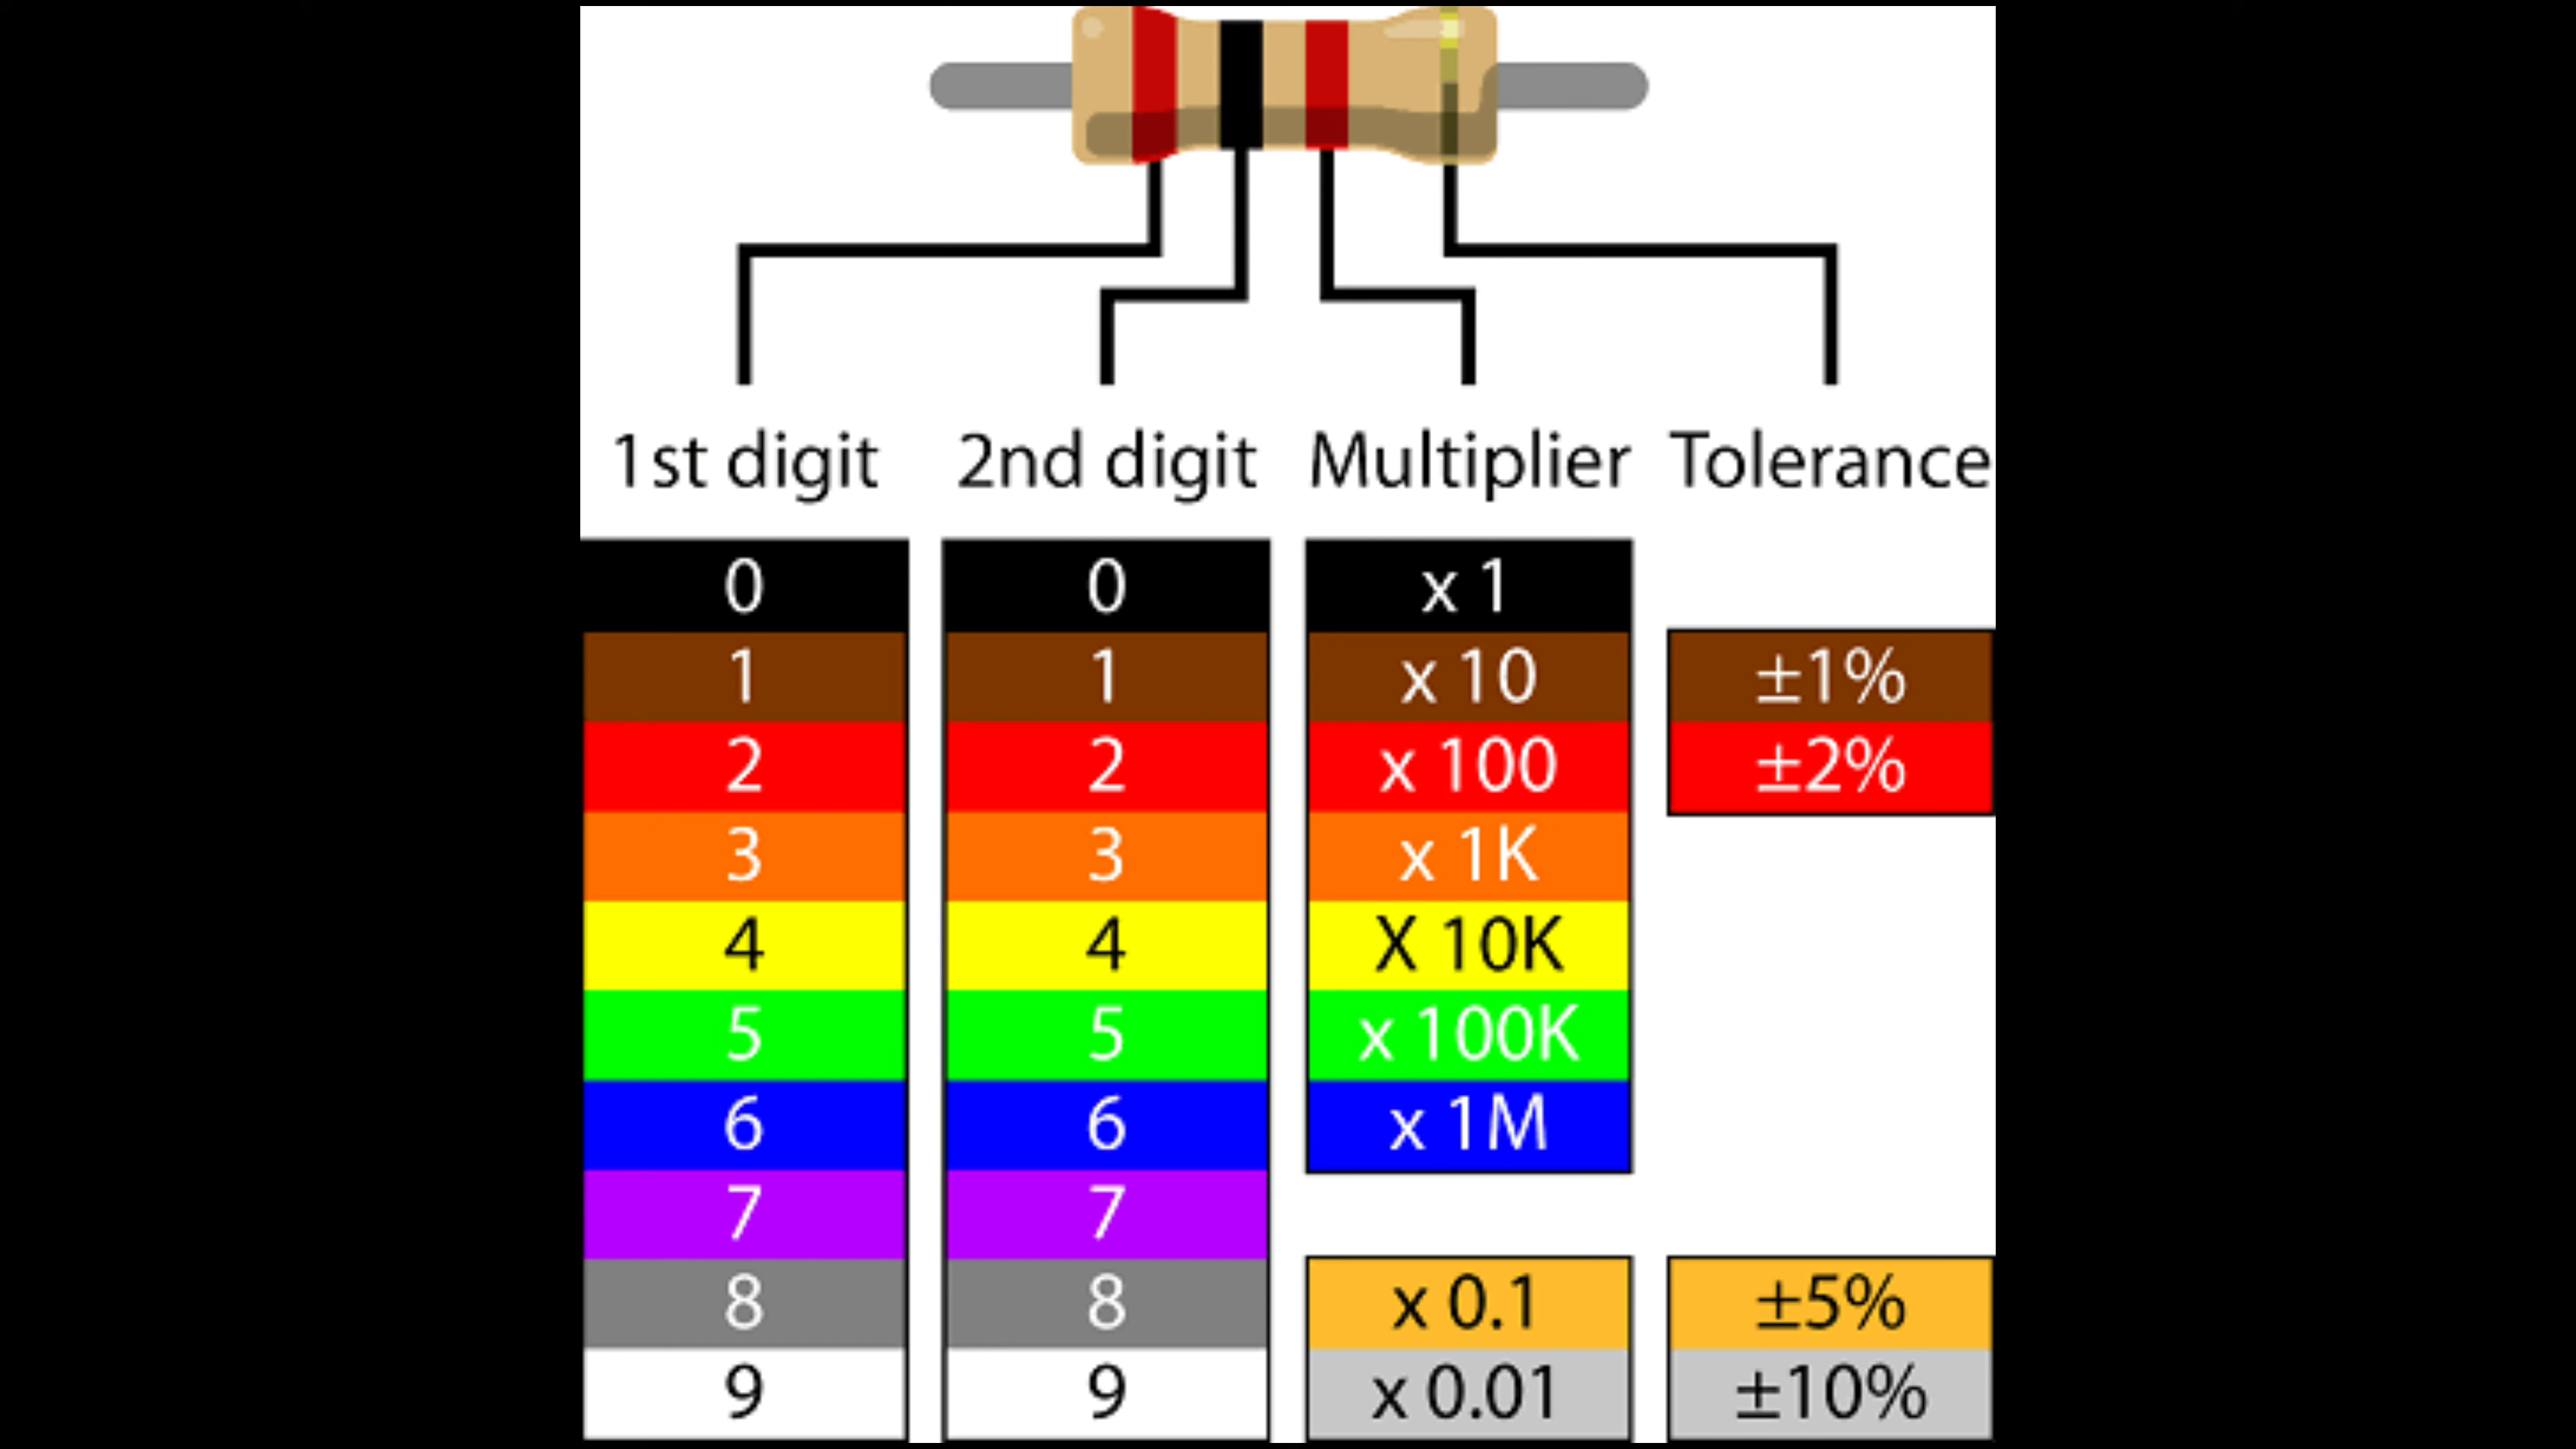 1st digit 2nd digit Multiplier Tolerance
0 0 x 1
1 1 x 10 ±1%
2 2 x 100 ±2%
3 3 x 1K
4 4 X 10K
5 5 x 100K
6 6 x 1M
7 7
8 8 x 0.1 ±5%
9 9 x 0.01 ±10%